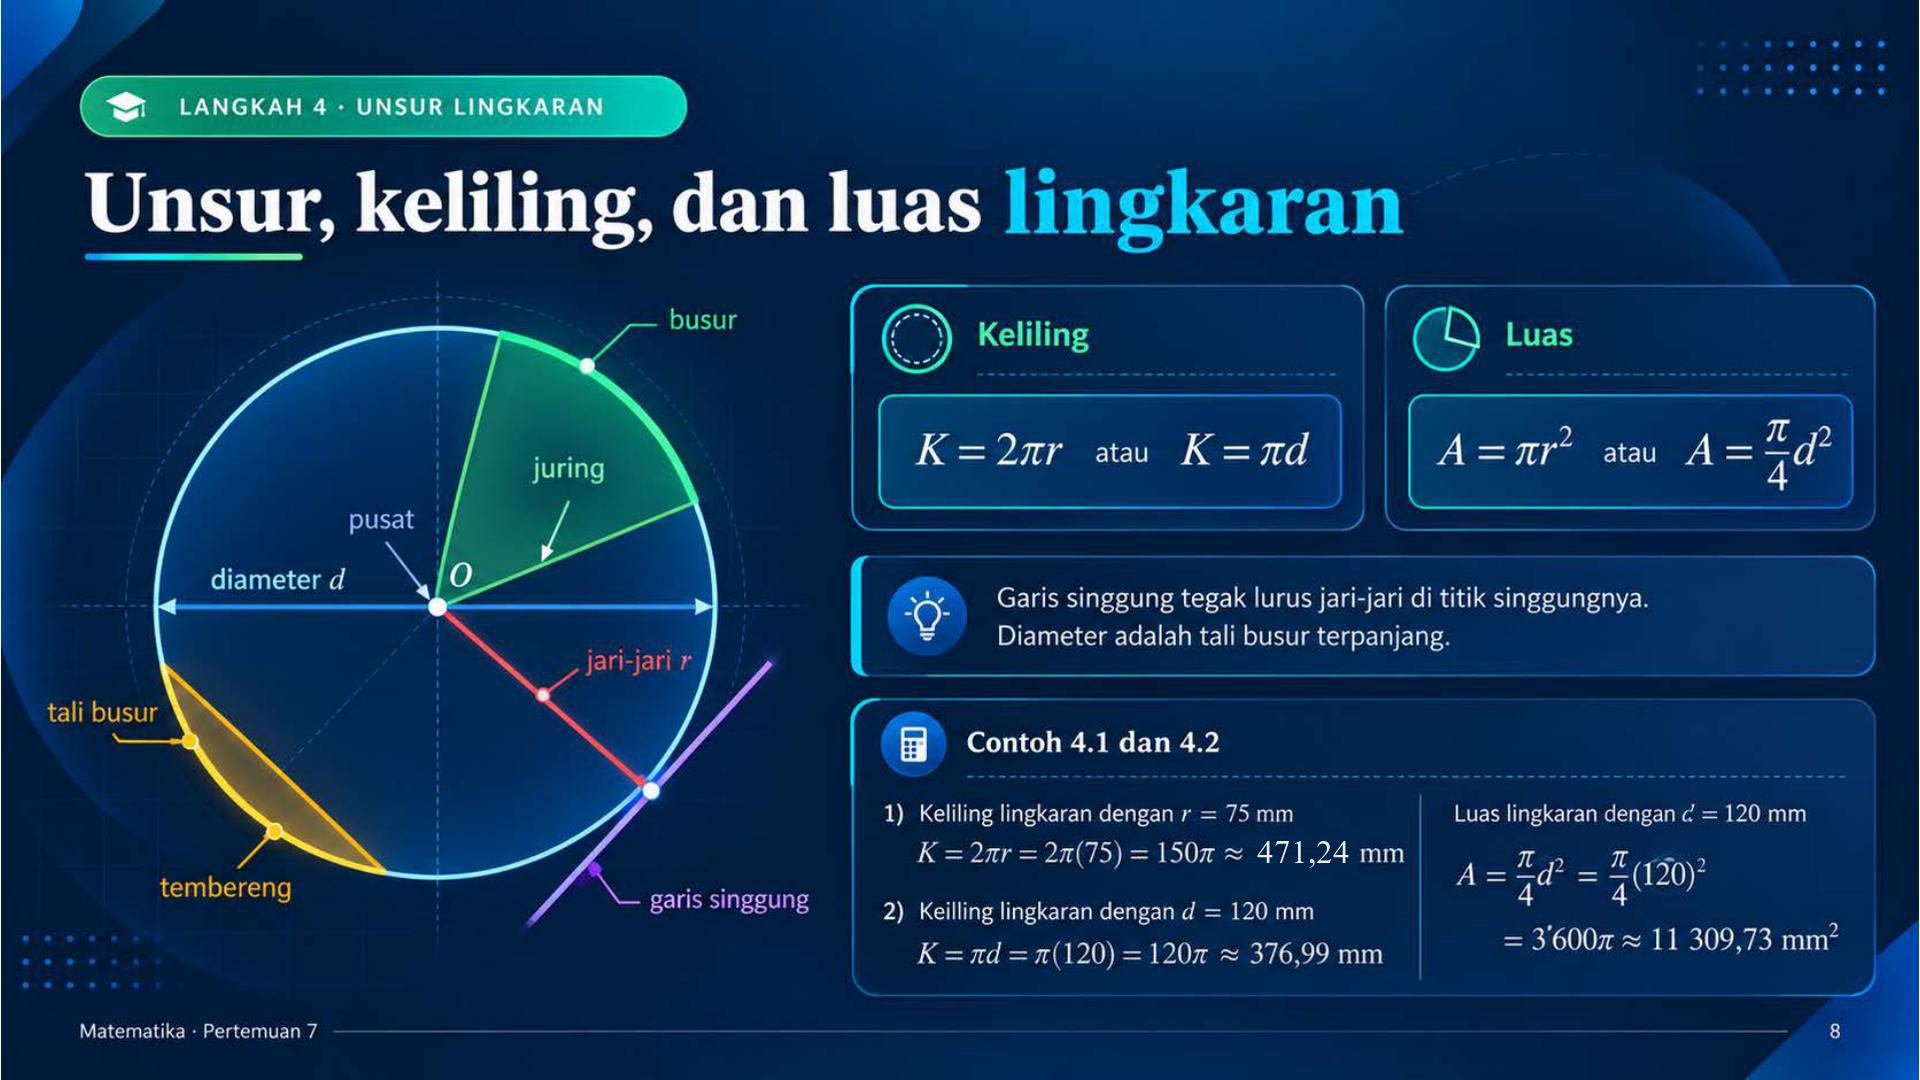 LANGKAH 4 · UNSUR LINGKARAN
Unsur, keliling, dan luas lingkaran
busur
juring
pusat
O
diameter d
jari-jari r
tali busur
tembereng
garis singgung
Keliling
K = 2πr atau K = πd
Luas
A = πr² atau A = π/4 d²
Garis singgung tegak lurus jari-jari di titik singgungnya.
Diameter adalah tali busur terpanjang.
Contoh 4.1 dan 4.2
1) Keliling lingkaran dengan r = 75 mm
K = 2πr = 2π(75) = 150π ≈ 471,24 mm
2) Keilling lingkaran dengan d = 120 mm
K = πd = π(120) = 120π ≈ 376,99 mm
Luas lingkaran dengan d = 120 mm
A = π/4 d² = π/4 (120)²
= 3'600π ≈ 11 309,73 mm²
Matematika · Pertemuan 7
8